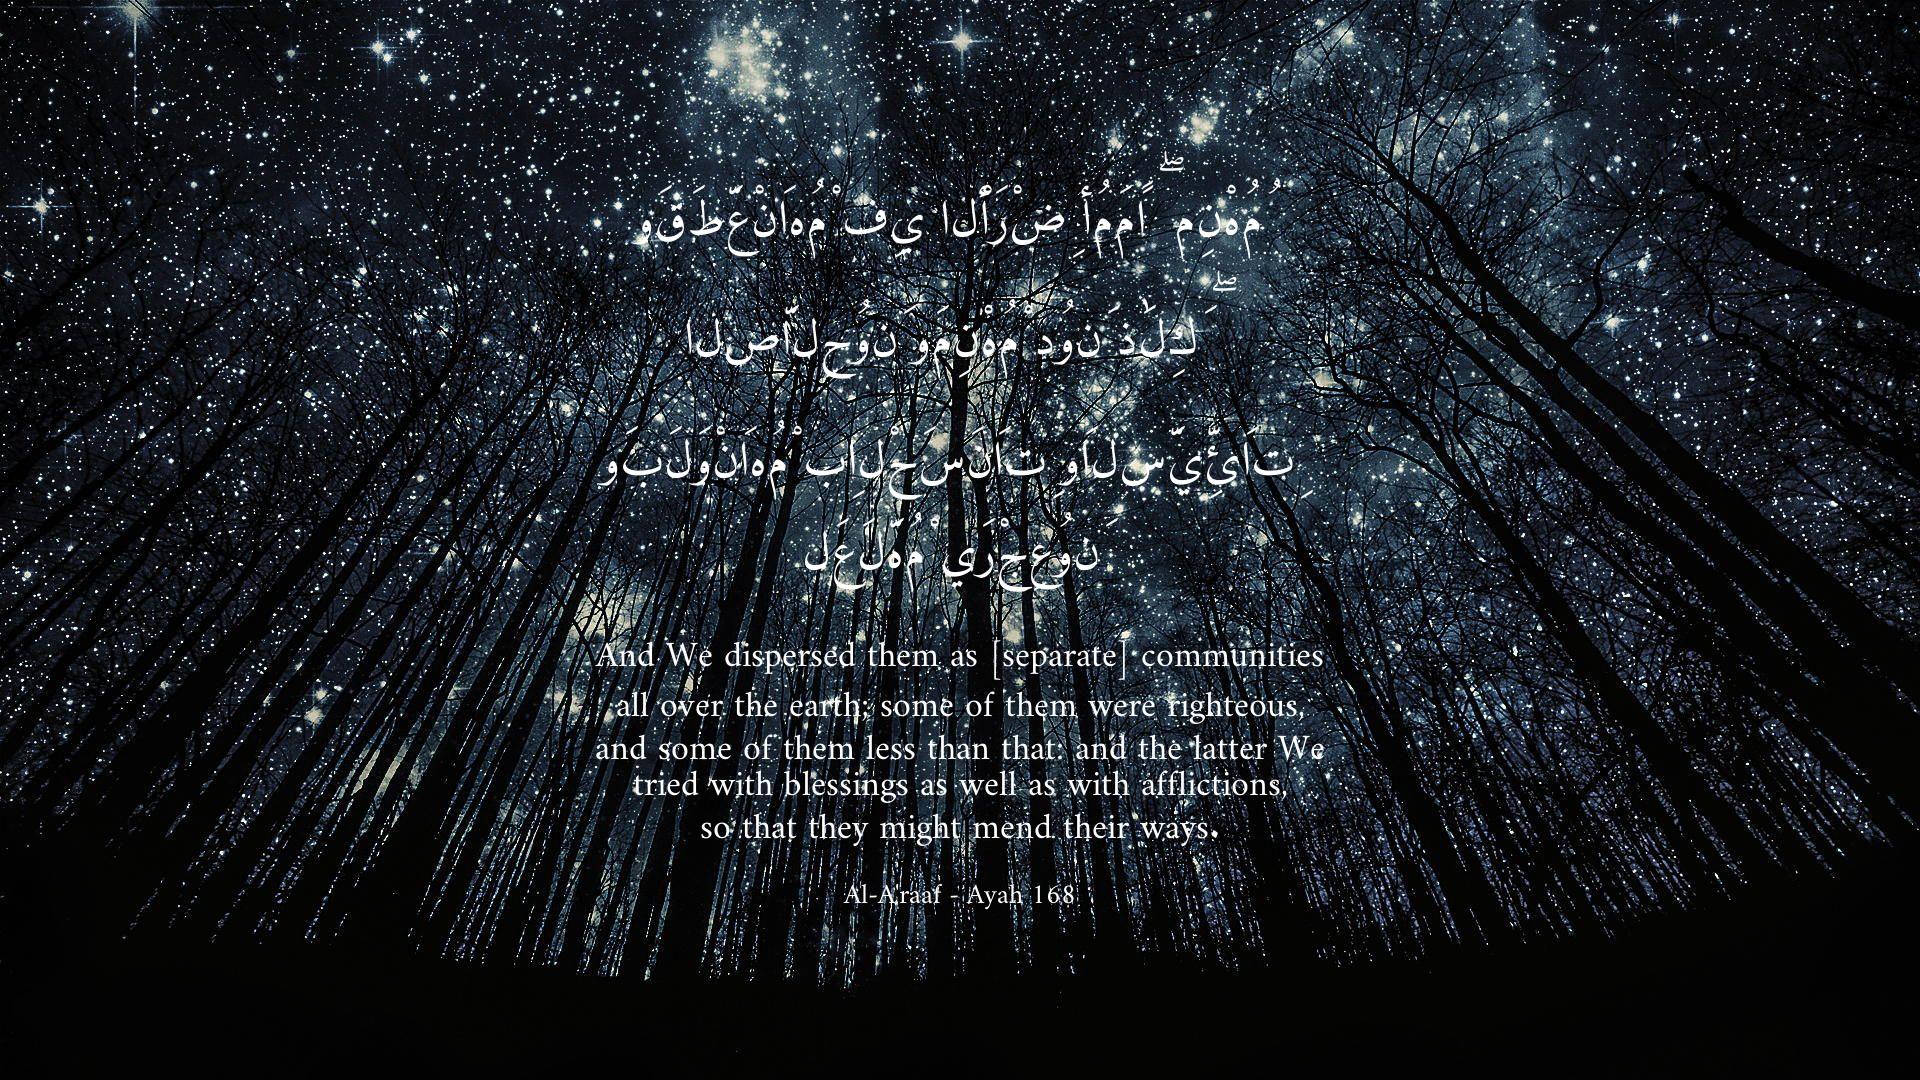 وَقَطَّعْنَاهُمْ فِي الْأَرْضِ أُمَمًا ۖ مِنْهُمُ
الصَّالِحُونَ وَمِنْهُمْ دُونَ ذَٰلِكَ ۖ
وَبَلَوْنَاهُمْ بِالْحَسَنَاتِ وَالسَّيِّئَاتِ
لَعَلَّهُمْ يَرْجِعُونَ
And We dispersed them as [separate] communities
all over the earth; some of them were righteous,
and some of them less than that: and the latter We
tried with blessings as well as with afflictions,
so that they might mend their ways.
Al-A'raaf - Ayah 168